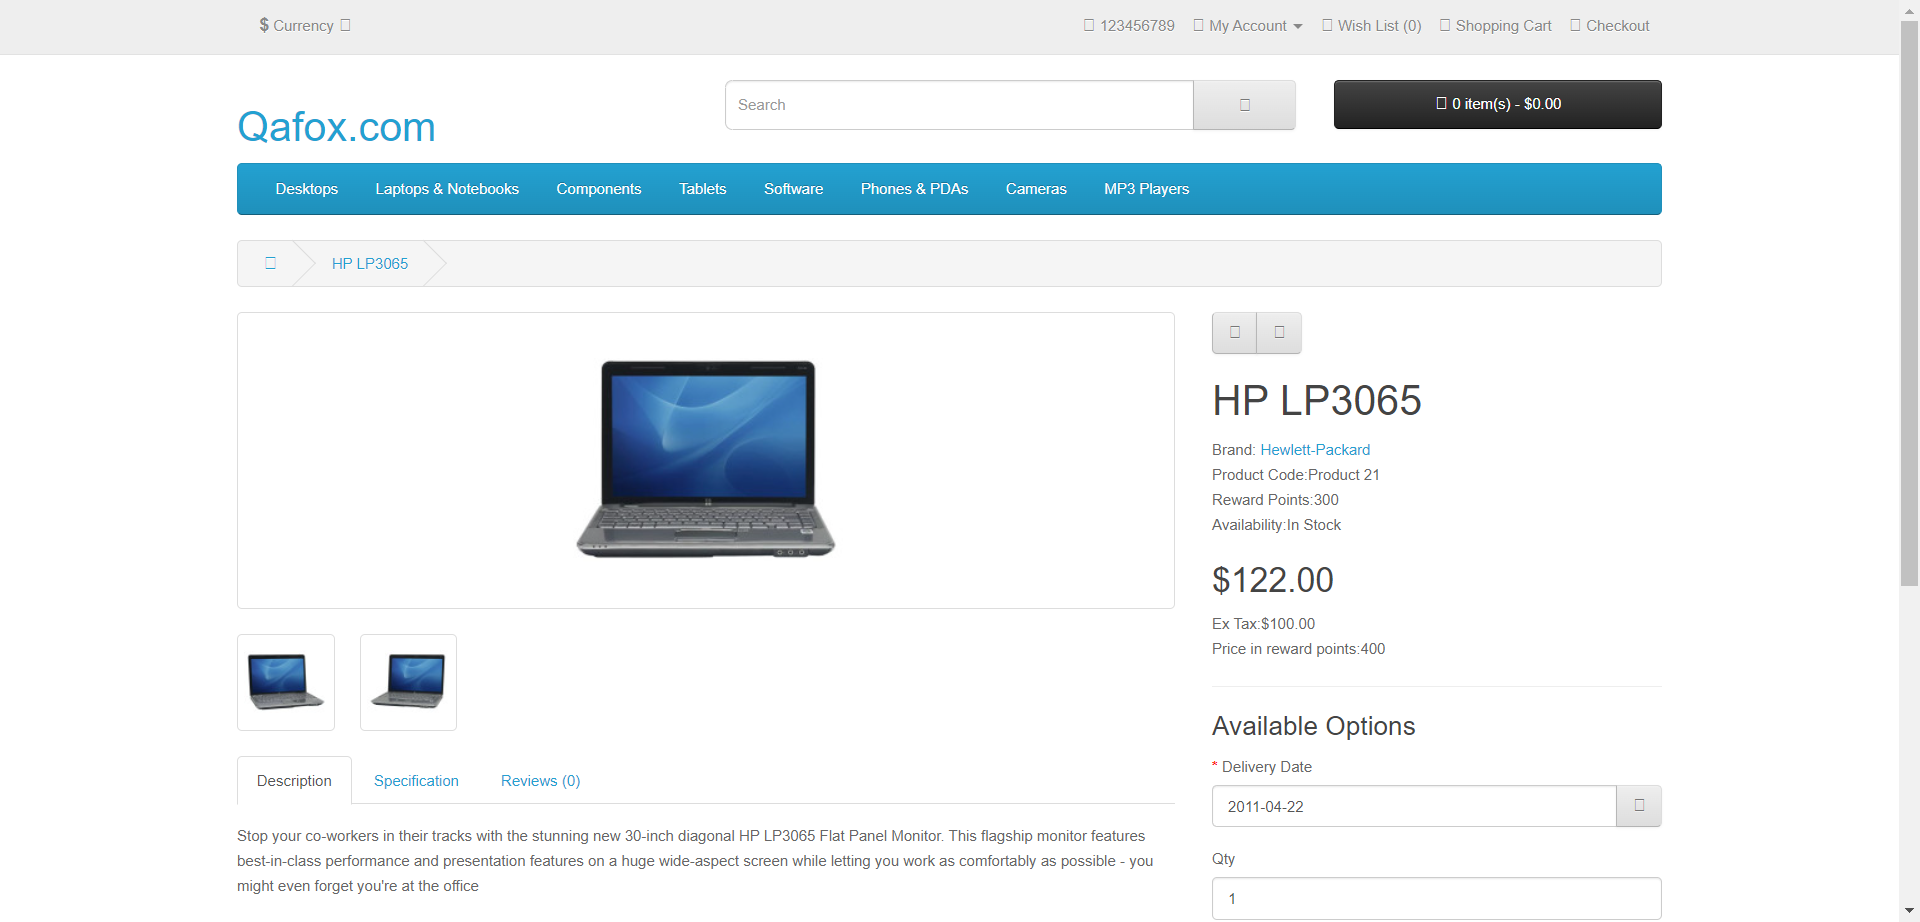 $ Currency
123456789 My Account Wish List (0) Shopping Cart Checkout
Qafox.com
Search
0 item(s) - $0.00
Desktops Laptops & Notebooks Components Tablets Software Phones & PDAs Cameras MP3 Players
HP LP3065
HP LP3065
Brand: Hewlett-Packard
Product Code:Product 21
Reward Points:300
Availability:In Stock
$122.00
Ex Tax:$100.00
Price in reward points:400
Available Options
* Delivery Date
2011-04-22
Qty
1
Description Specification Reviews (0)
Stop your co-workers in their tracks with the stunning new 30-inch diagonal HP LP3065 Flat Panel Monitor. This flagship monitor features
best-in-class performance and presentation features on a huge wide-aspect screen while letting you work as comfortably as possible - you
might even forget you're at the office